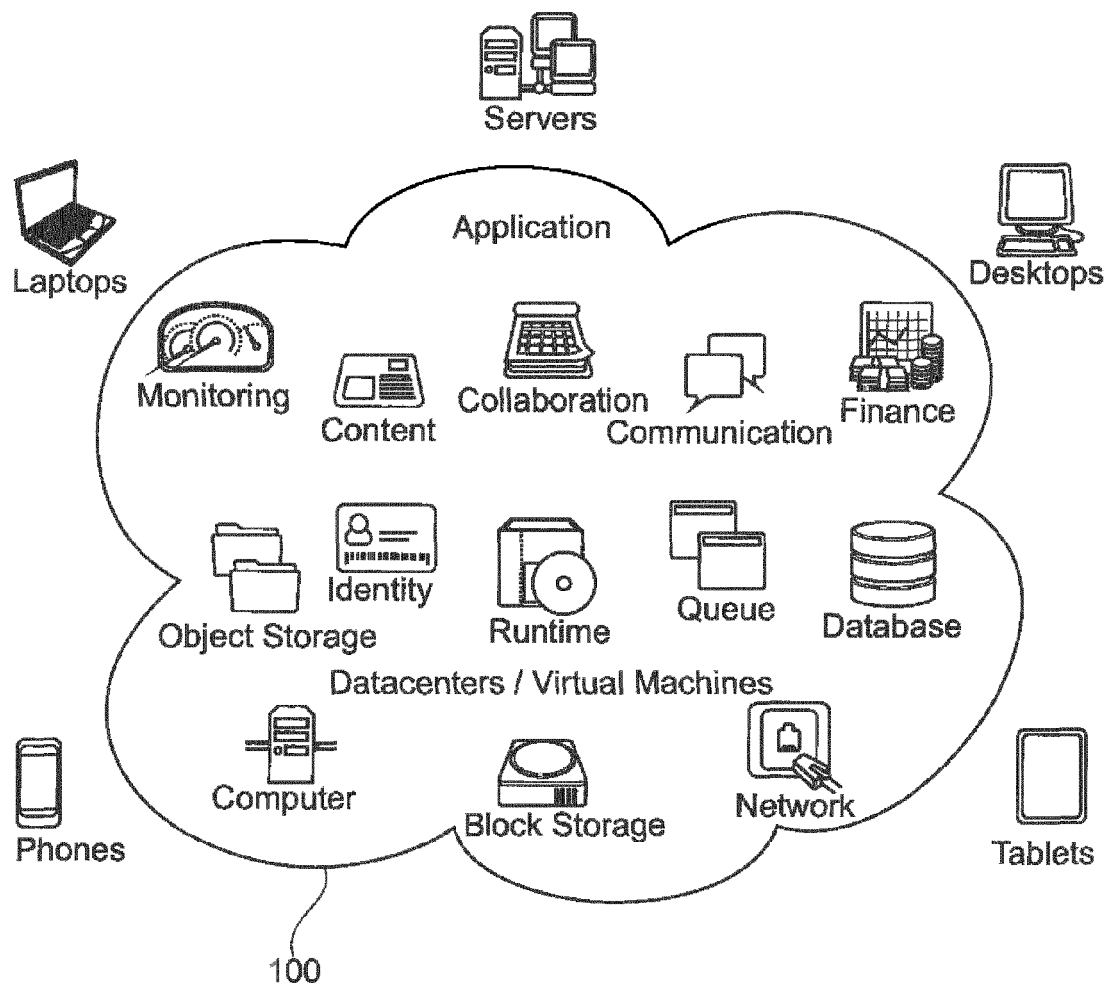 Servers
Laptops
Application
Desktops
Monitoring
Content
Collaboration
Communication
Finance
Object Storage
Identity
Runtime
Queue
Database
Datacenters / Virtual Machines
Computer
Block Storage
Network
Phones
Tablets
100